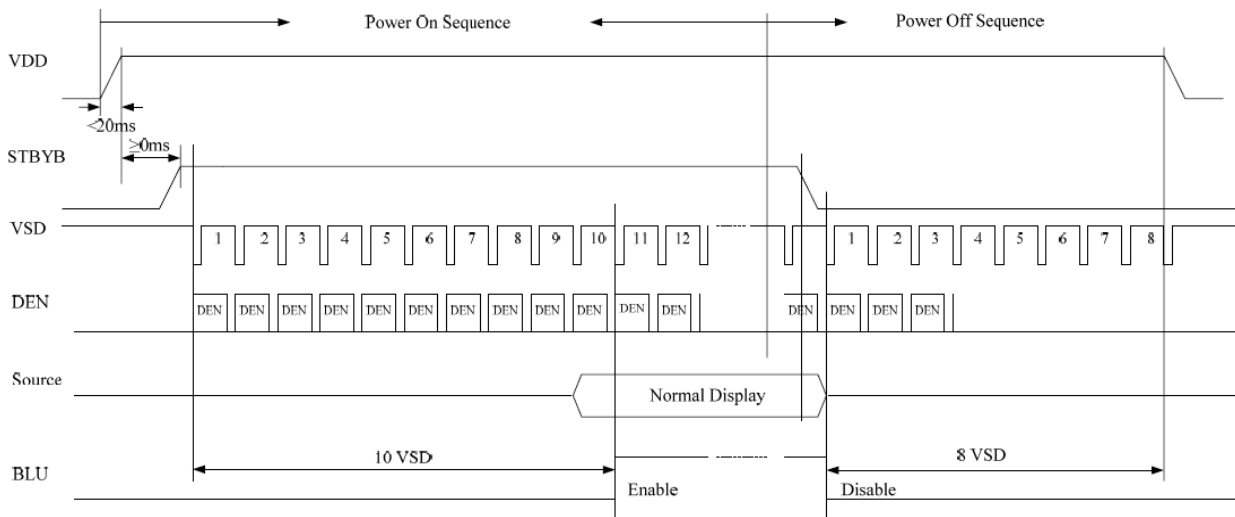 Power On Sequence Power Off Sequence
VDD
<20ms
≥0ms
STBYB
VSD 1 2 3 4 5 6 7 8 9 10 11 12 1 2 3 4 5 6 7 8
DEN DEN DEN DEN DEN DEN DEN DEN DEN DEN DEN DEN DEN DEN DEN DEN DEN
Source Normal Display
10 VSD 8 VSD
BLU
Enable Disable